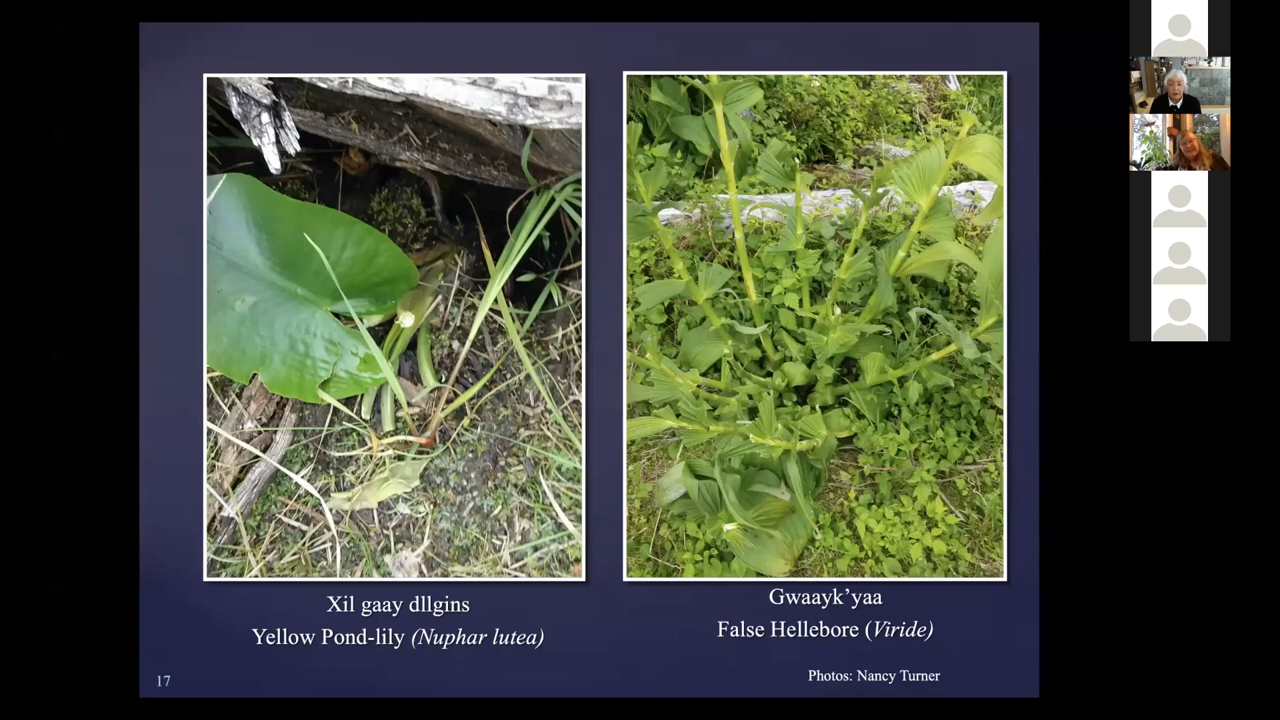 Xil gaay dllgins
Yellow Pond-lily (Nuphar lutea)
Gwaayk’yaa
False Hellebore (Viride)
Photos: Nancy Turner
17